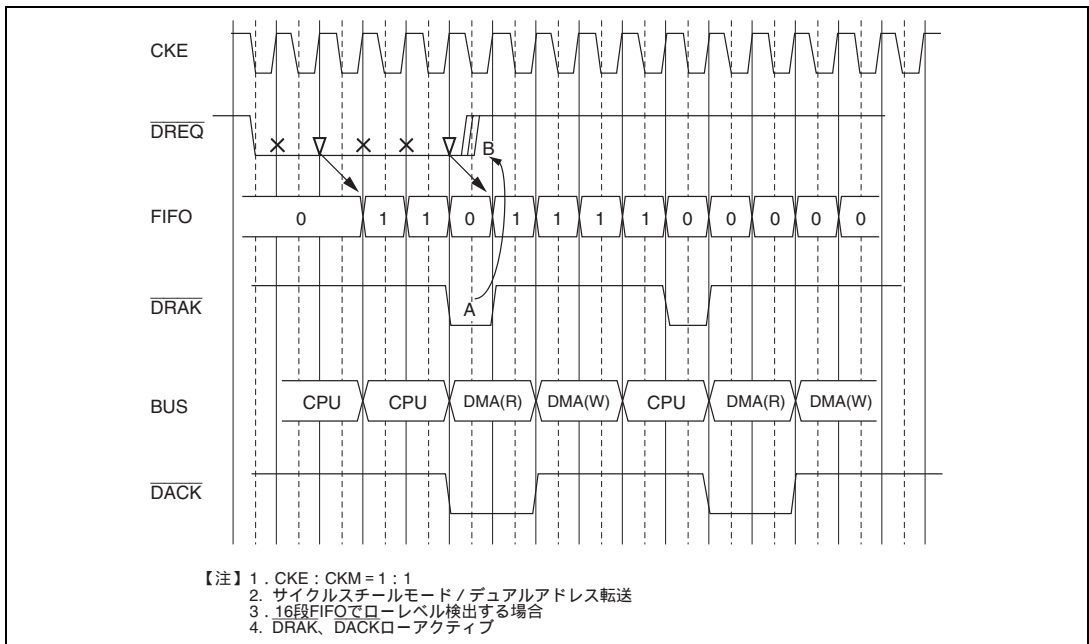 CKE
DREQ
× ▽ × × ▽ B
FIFO 0 1 1 0 1 1 1 1 0 0 0 0 0
DRAK A
BUS CPU CPU DMA(R) DMA(W) CPU DMA(R) DMA(W)
DACK
【注】1．CKE：CKM = 1：1
2. サイクルスチールモード / デュアルアドレス転送
3．16段FIFOでローレベル検出する場合
4. DRAK、DACKローアクティブ